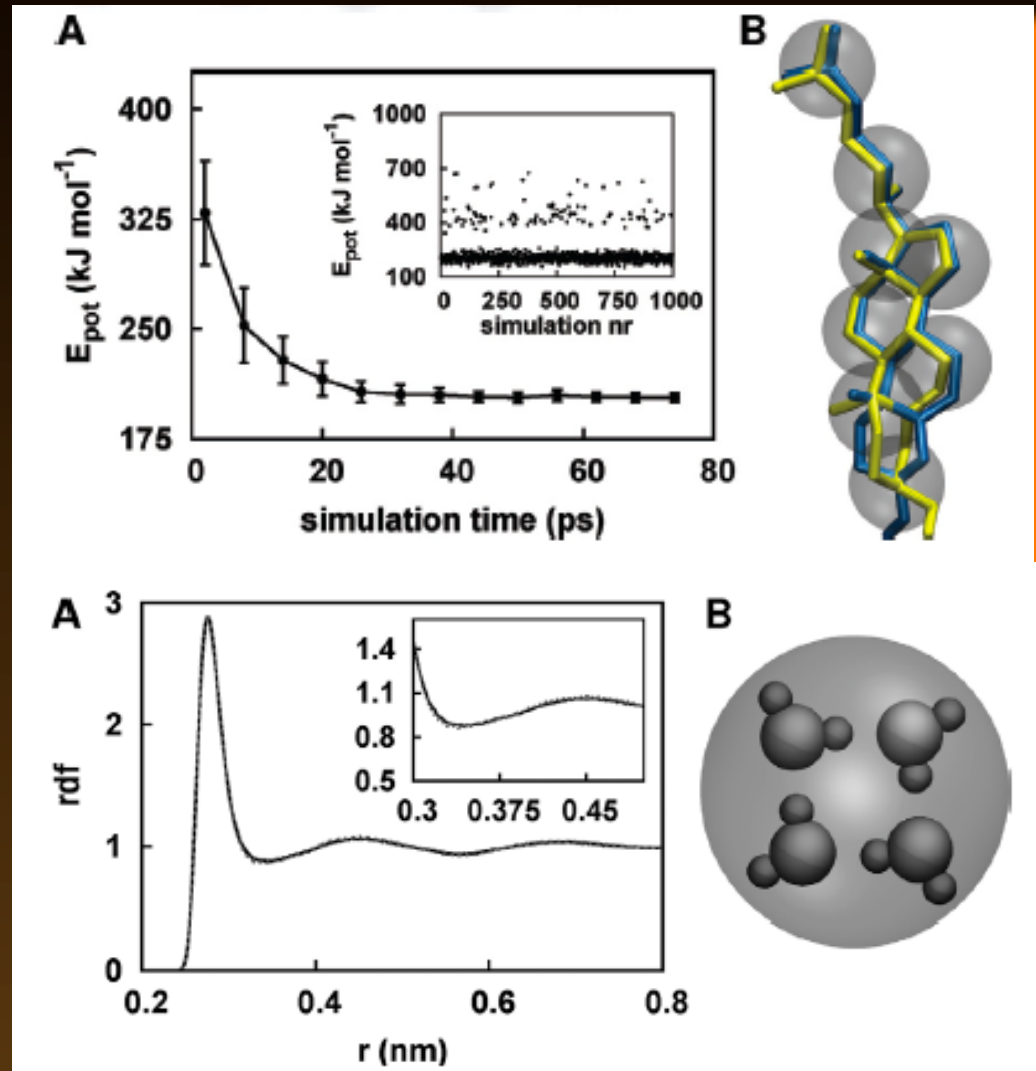 A
B
400
325
250
175
E_pot (kJ mol⁻¹)
0 20 40 60 80
simulation time (ps)
1000
700
400
100
E_pot (kJ mol⁻¹)
0 250 500 750 1000
simulation nr
A
B
3
2
1
0
rdf
0.2 0.4 0.6 0.8
r (nm)
1.4
1.1
0.8
0.5
0.3 0.375 0.45